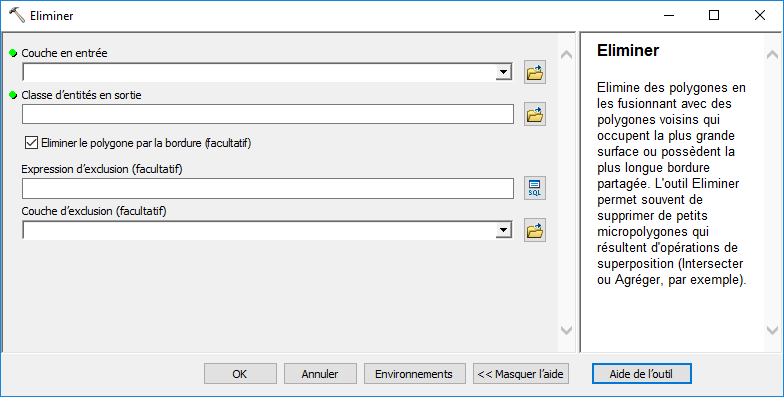 Eliminer
Couche en entrée
Classe d'entités en sortie
Eliminer le polygone par la bordure (facultatif)
Expression d'exclusion (facultatif)
SQL
Couche d'exclusion (facultatif)
Eliminer
Elimine des polygones en
les fusionnant avec des
polygones voisins qui
occupent la plus grande
surface ou possèdent la
plus longue bordure
partagée. L'outil Eliminer
permet souvent de
supprimer de petits
micropolygones qui
résultent d'opérations de
superposition (Intersecter
ou Agréger, par exemple).
OK
Annuler
Environnements
<< Masquer l'aide
Aide de l'outil